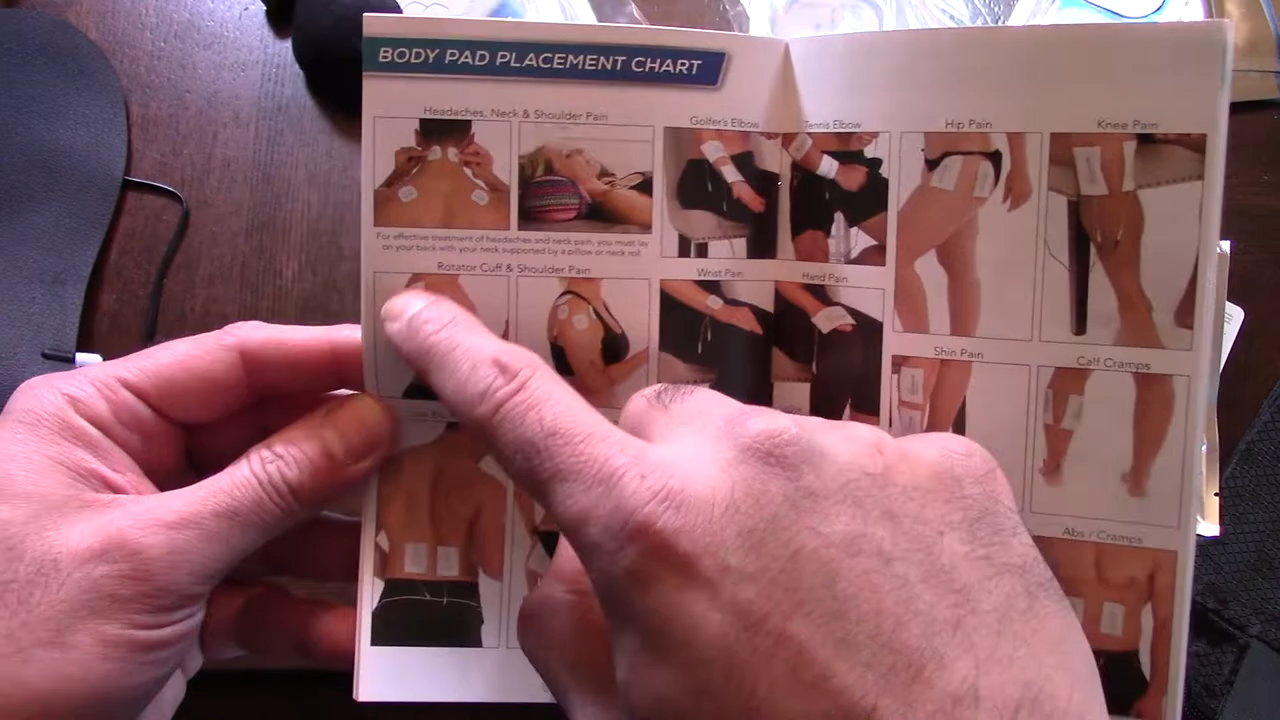 BODY PAD PLACEMENT CHART
Headaches, Neck & Shoulder Pain
Golfer's Elbow
Tennis Elbow
Hip Pain
Knee Pain
For effective treatment of headaches and neck pain, you must lay
on your back with your neck supported by a pillow or neck roll
Rotator Cuff & Shoulder Pain
Wrist Pain
Hand Pain
Shin Pain
Calf Cramps
Abs / Cramps